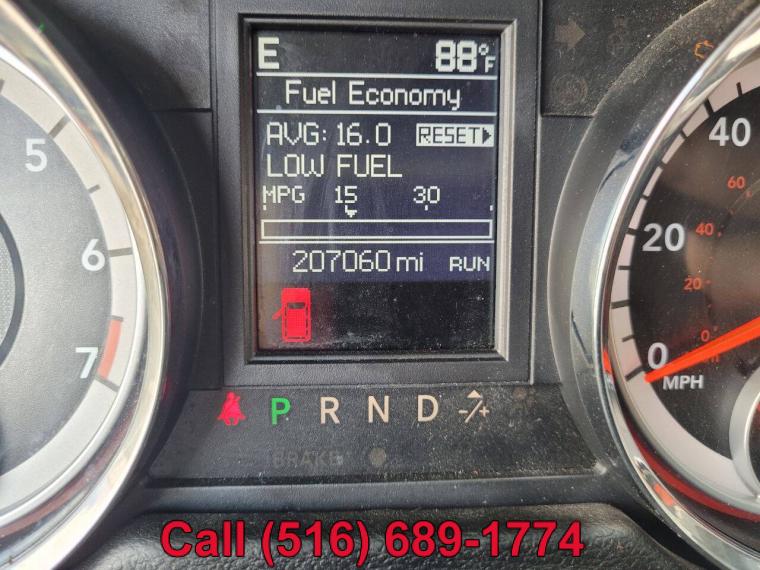 E 88°F
Fuel Economy
AVG: 16.0 RESET
LOW FUEL
MPG 15 30
207060 mi RUN
5
6
7
40
60
40
20
20
0
0
MPH
P R N D -/+
BRAKE
Call (516) 689-1774